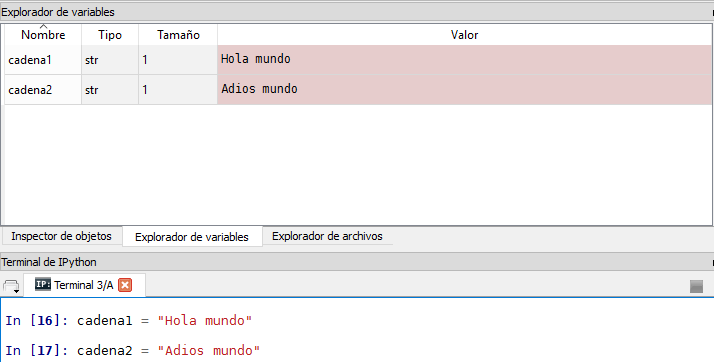 Explorador de variables
Nombre Tipo Tamaño Valor
cadena1 str 1 Hola mundo
cadena2 str 1 Adios mundo
Inspector de objetos Explorador de variables Explorador de archivos
Terminal de IPython
IP: Terminal 3/A
In [16]: cadena1 = "Hola mundo"
In [17]: cadena2 = "Adios mundo"